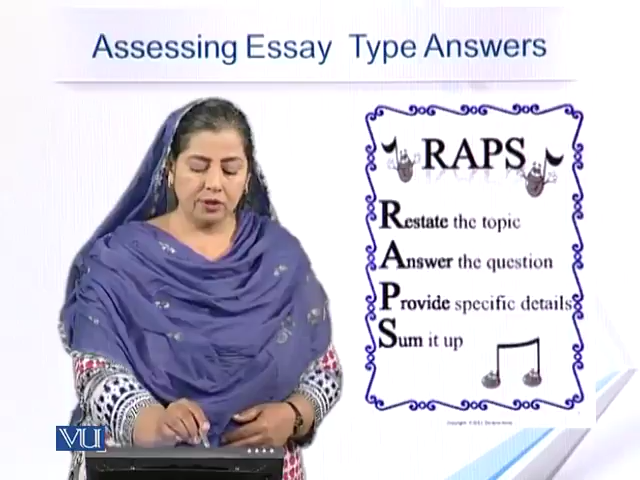 Assessing Essay Type Answers
RAPS
Restate the topic
Answer the question
Provide specific details
Sum it up
VU